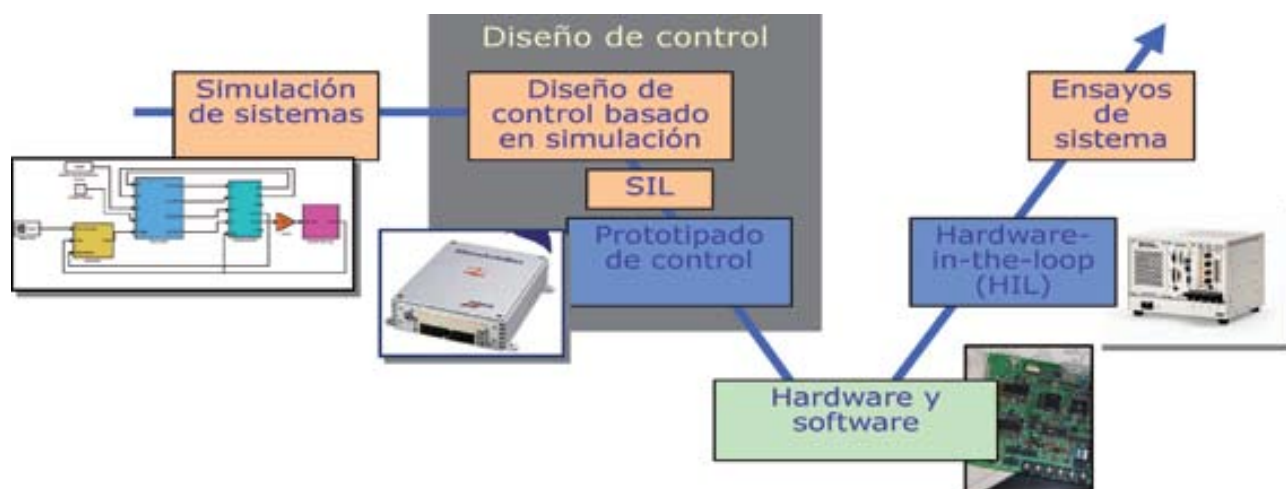 Diseño de control
Simulación
de sistemas
Diseño de
control basado
en simulación
SIL
Prototipado
de control
Hardware y
software
Hardware-
in-the-loop
(HIL)
Ensayos
de
sistema